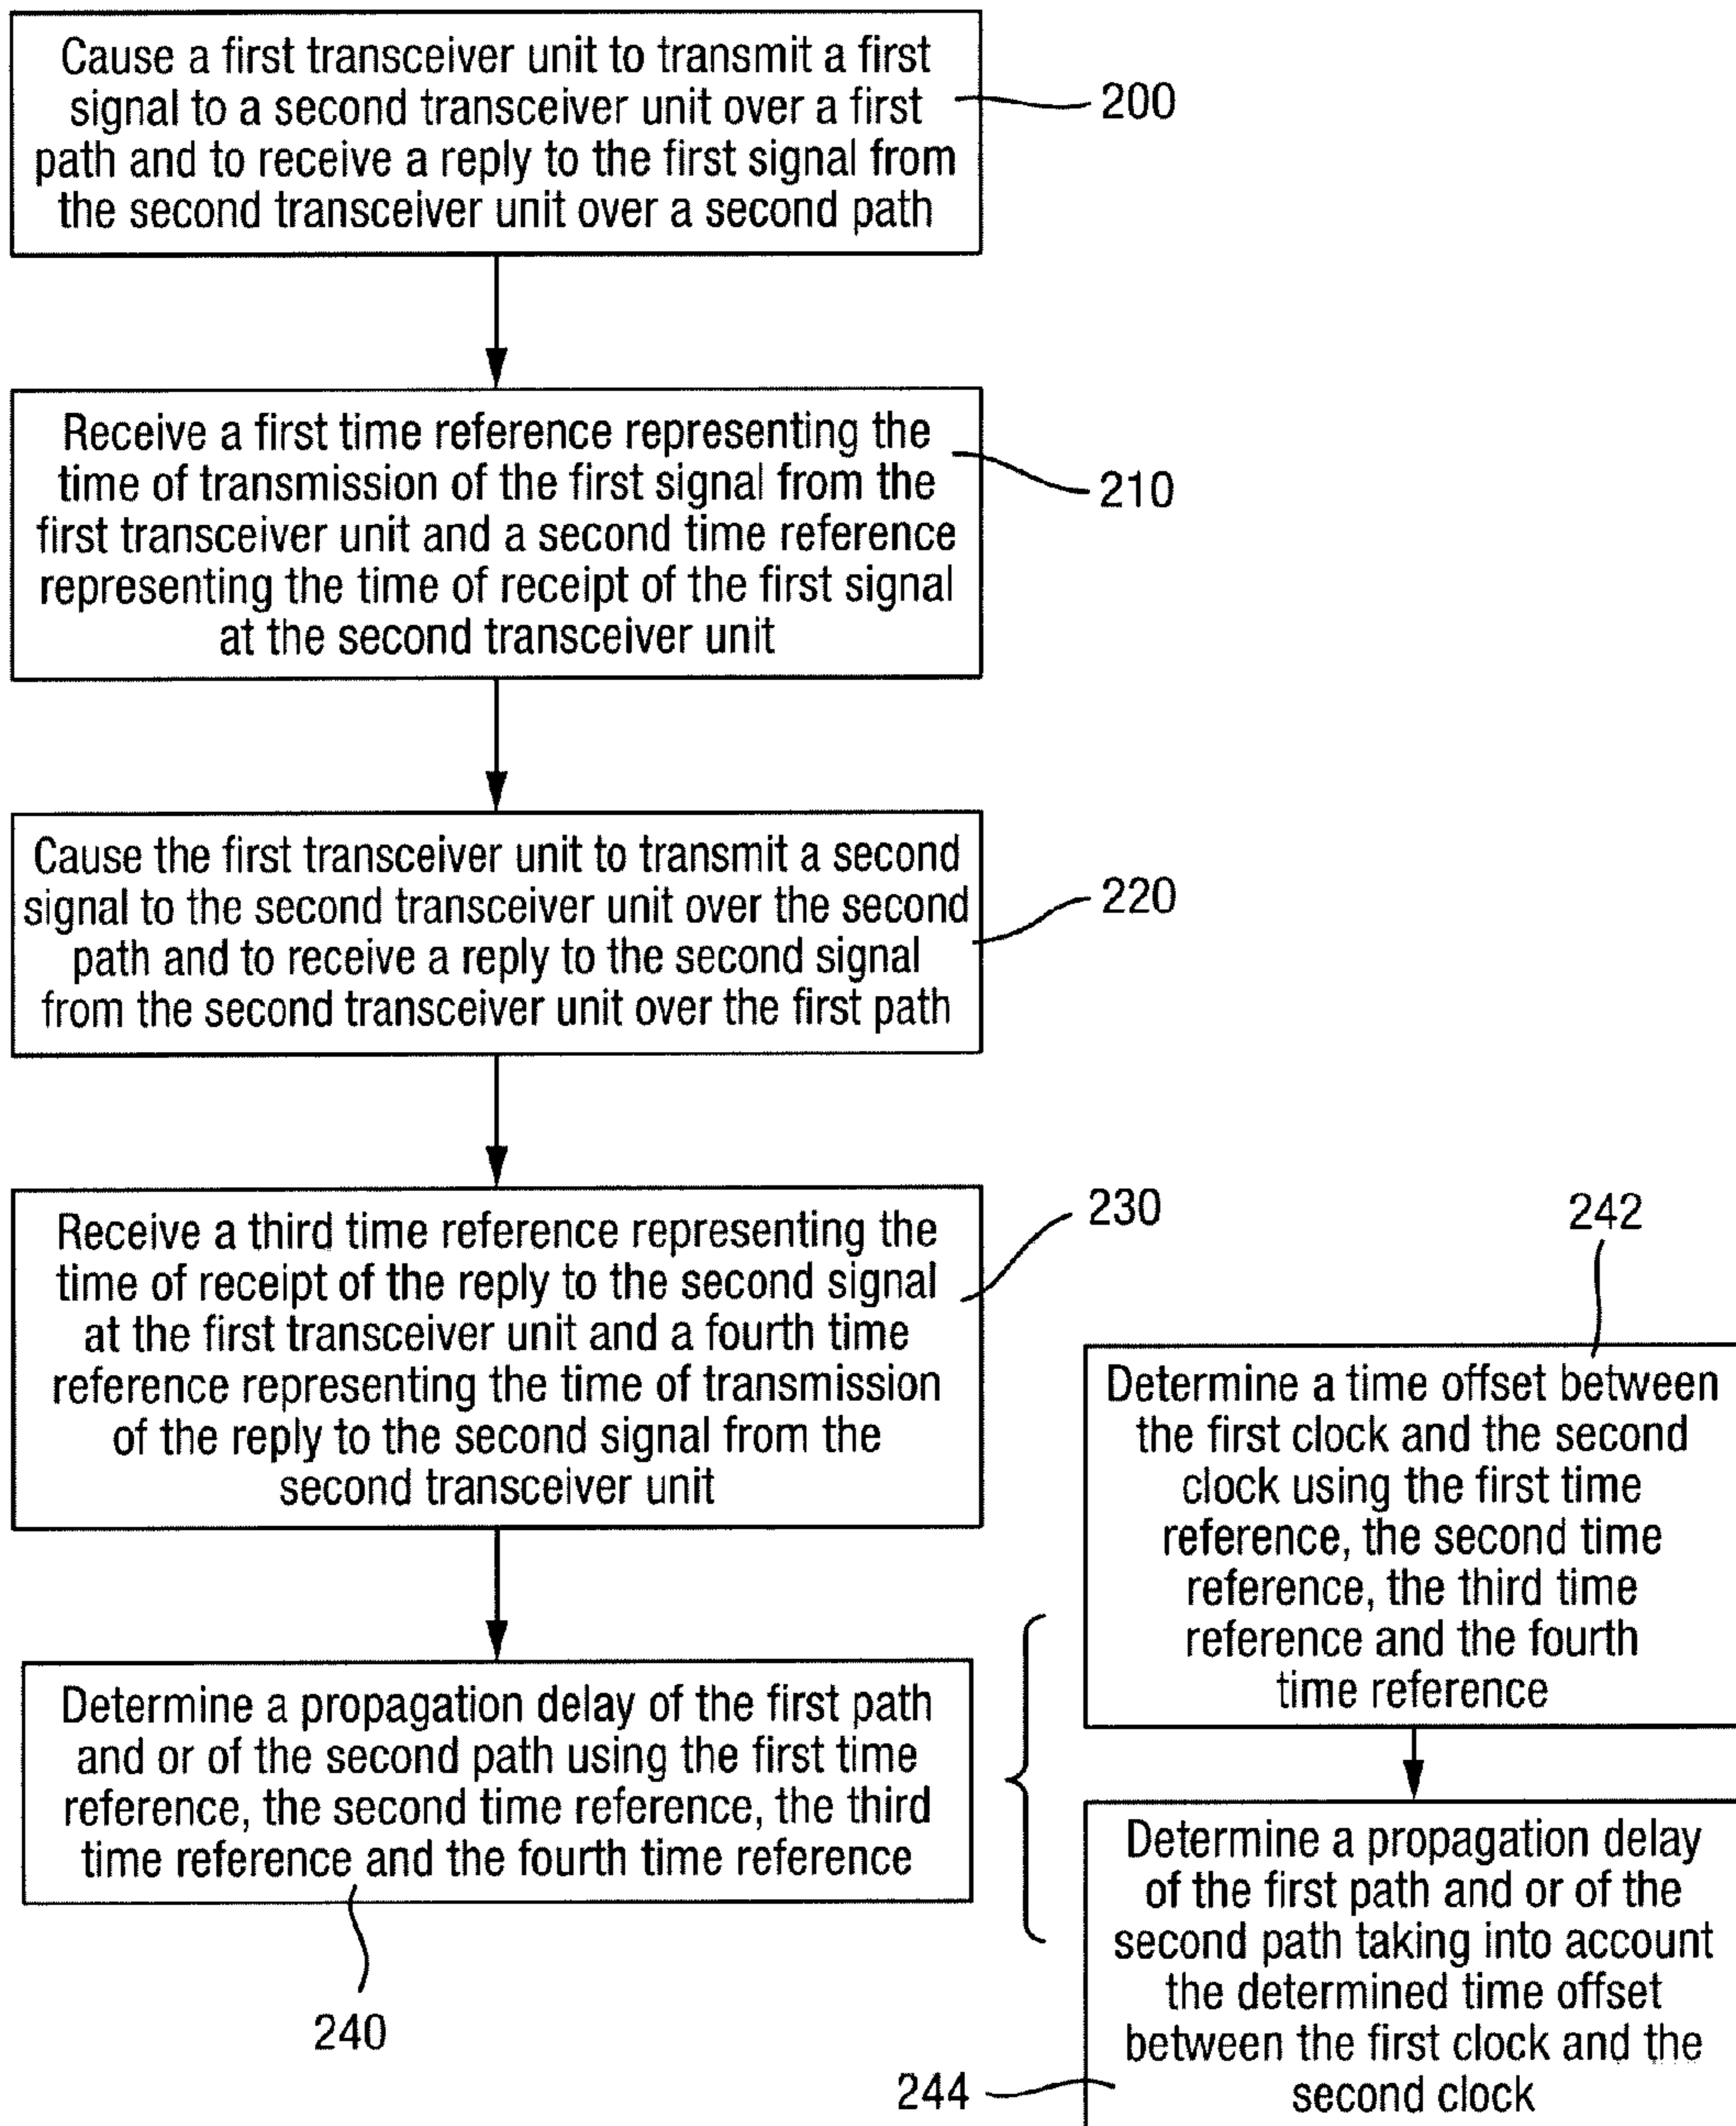 Cause a first transceiver unit to transmit a first
signal to a second transceiver unit over a first
path and to receive a reply to the first signal from
the second transceiver unit over a second path
200
Receive a first time reference representing the
time of transmission of the first signal from the
first transceiver unit and a second time reference
representing the time of receipt of the first signal
at the second transceiver unit
210
Cause the first transceiver unit to transmit a second
signal to the second transceiver unit over the second
path and to receive a reply to the second signal
from the second transceiver unit over the first path
220
Receive a third time reference representing the
time of receipt of the reply to the second signal
at the first transceiver unit and a fourth time
reference representing the time of transmission
of the reply to the second signal from the
second transceiver unit
230
Determine a propagation delay of the first path
and or of the second path using the first time
reference, the second time reference, the third
time reference and the fourth time reference
240
242
Determine a time offset between
the first clock and the second
clock using the first time
reference, the second time
reference, the third time
reference and the fourth
time reference
Determine a propagation delay
of the first path and or of the
second path taking into account
the determined time offset
between the first clock and the
second clock
244